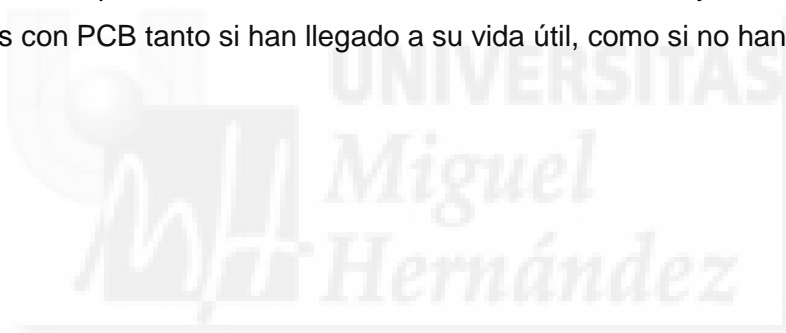 s con PCB tanto si han llegado a su vida útil, como si no han
UNIVERSITAS
Miguel
Hernández